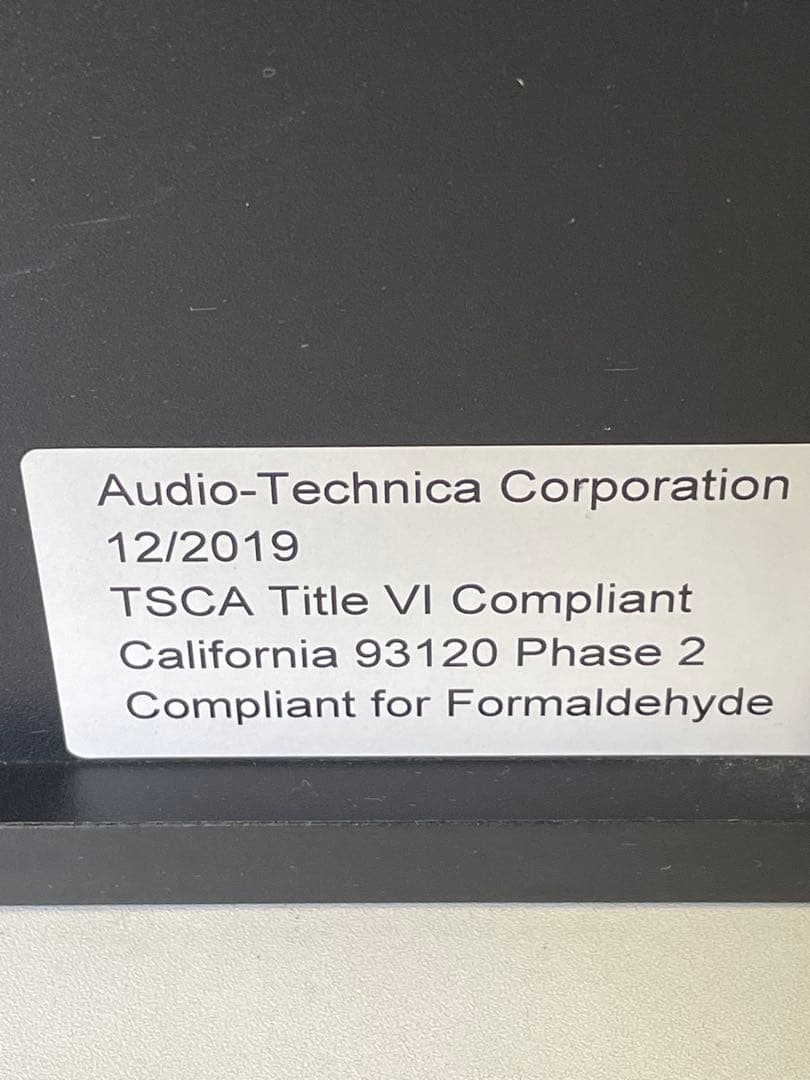 Audio-Technica Corporation
12/2019
TSCA Title VI Compliant
California 93120 Phase 2
Compliant for Formaldehyde